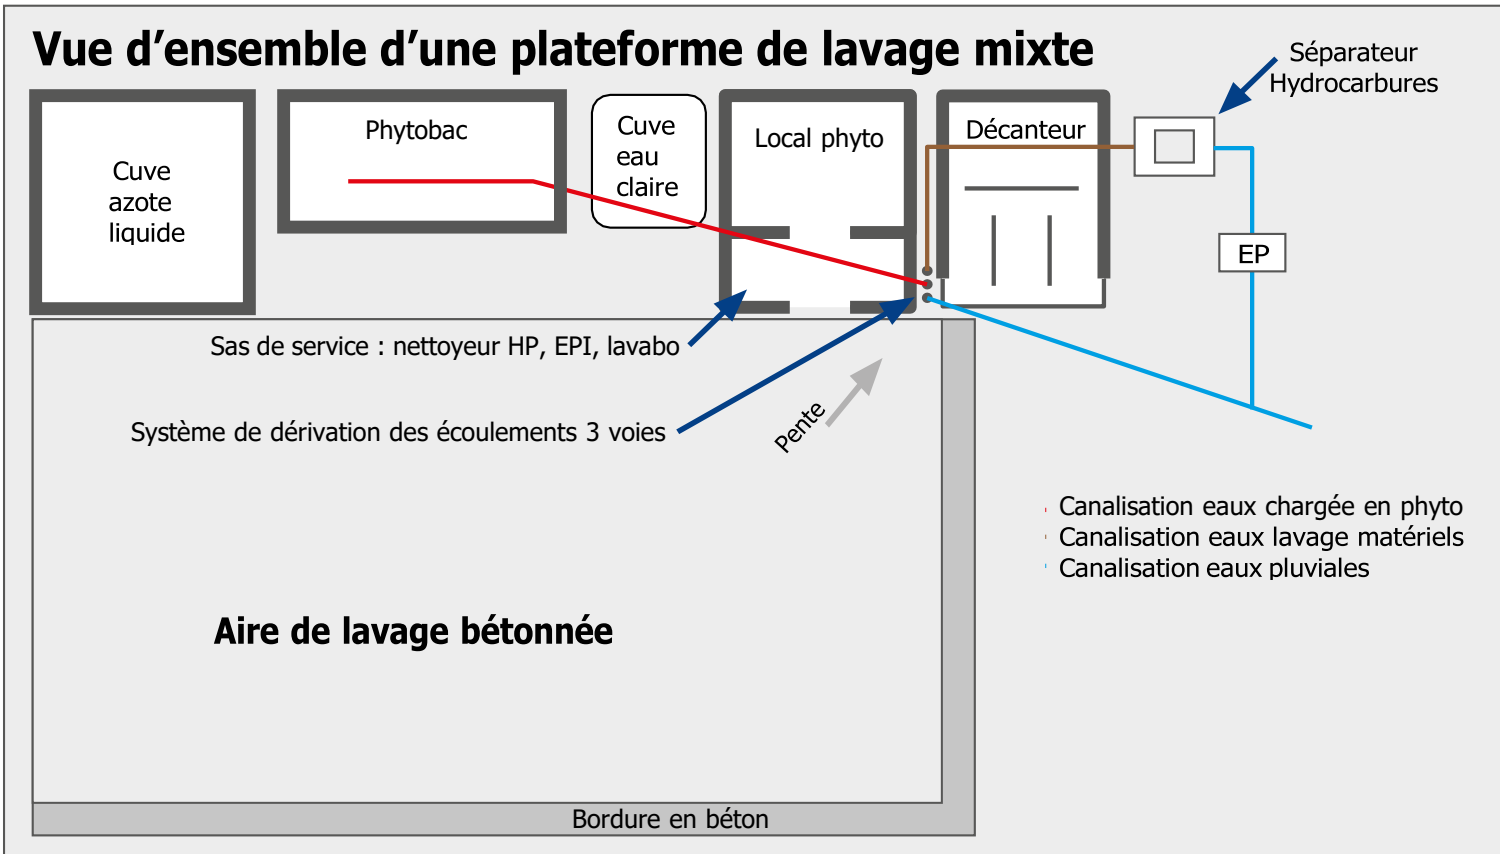 Vue d’ensemble d’une plateforme de lavage mixte
Séparateur
Hydrocarbures
Cuve
azote
liquide
Phytobac
Cuve
eau
claire
Local phyto
Décanteur
EP
Sas de service : nettoyeur HP, EPI, lavabo
Système de dérivation des écoulements 3 voies
Pente
Canalisation eaux chargée en phyto
Canalisation eaux lavage matériels
Canalisation eaux pluviales
Aire de lavage bétonnée
Bordure en béton